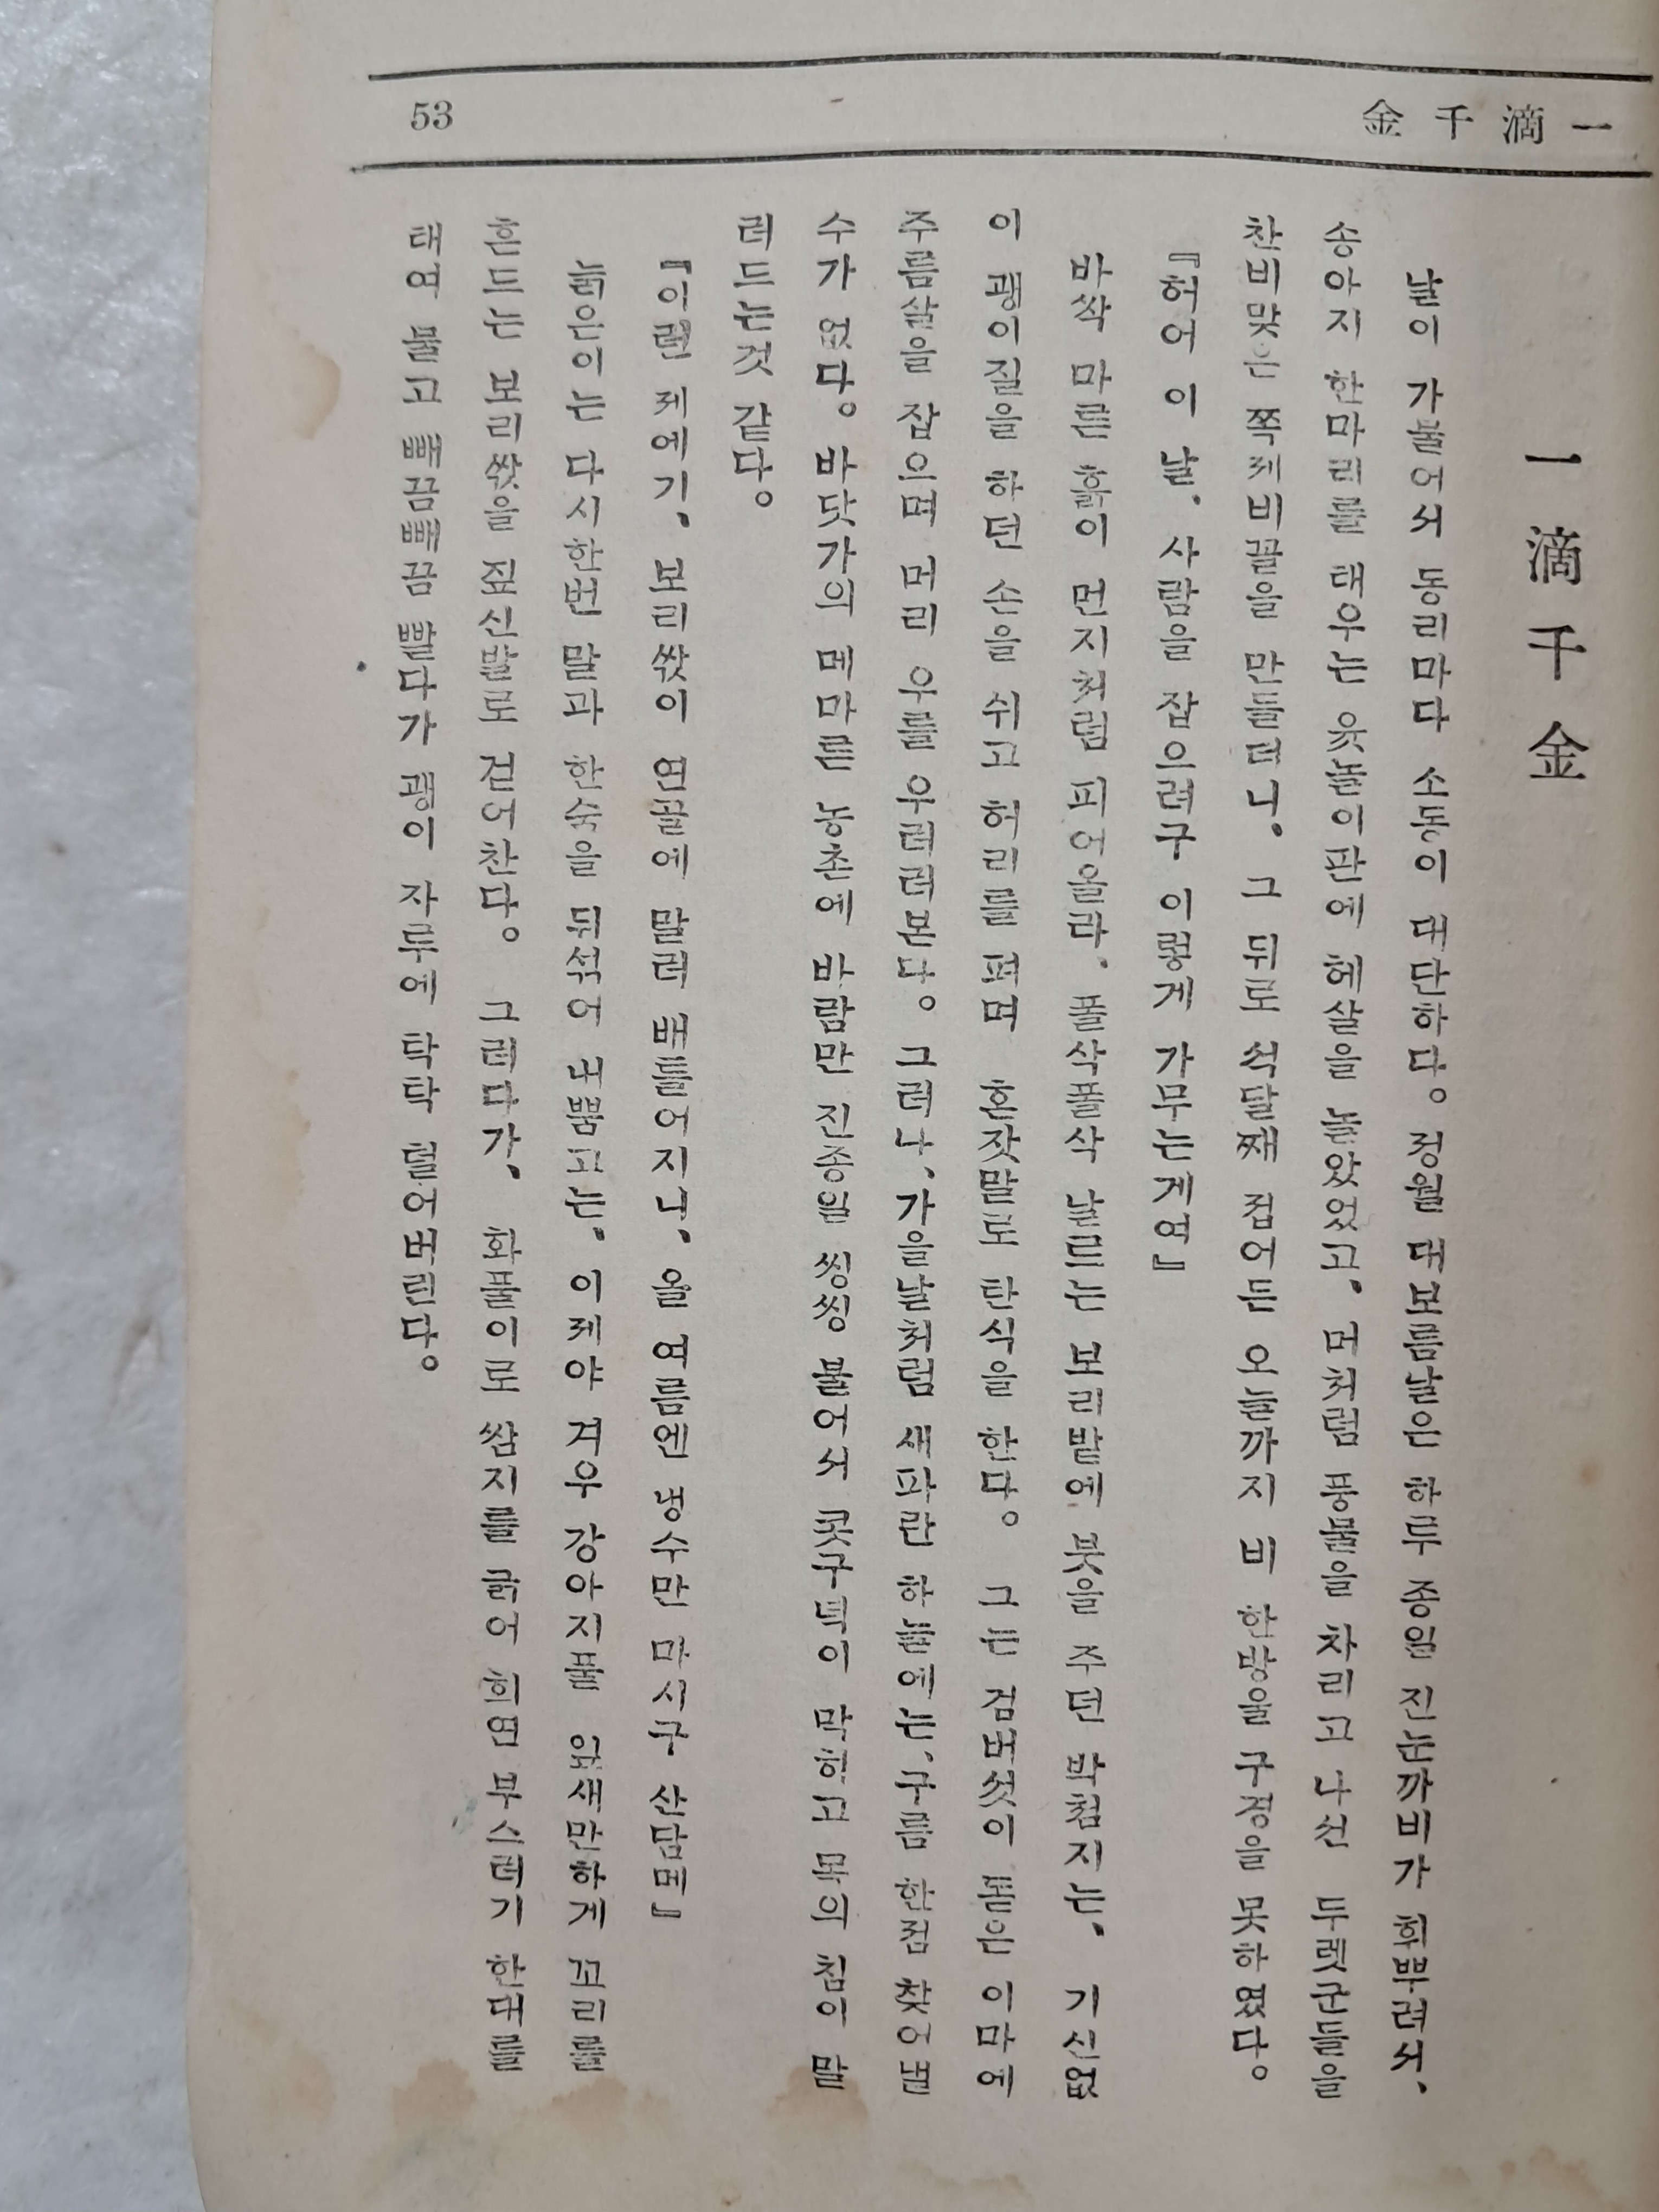 一滴千金
53
一滴千金
날이 가물어서 동리마다 소동이 대단하다。정월 대보름날은 하루 종일 진눈까비가 휘뿌려서、
송아지 한마리를 태우는 윷놀이판에 헤살을 놀았었고、머처럼 풍물을 차리고 나선 두렛군들을
찬비맞은 쪽제비꼴을 만들더니、그 뒤로 석달째 접어든 오늘까지 비 한방울 구경을 못하였다。
『허어 이 날、사람을 잡으려구 이렇게 가무는게여』
바싹 마른 흙이 먼지처럼 피어올라、풀삭풀삭 날르는 보리밭에 북을 주던 박첨지는、기신없
이 괭이질을 하던 손을 쉬고 허리를 펴며 혼잣말로 탄식을 한다。그는 검버섯이 돋은 이마에
주름살을 잡으며 머리 우를 우러러본다。그러나、가을날처럼 새파란 하늘에는、구름 한점 찾어낼
수가 없다。바닷가의 메마른 농촌에 바람만 진종일 씽씽 불어서 콧구덕이 막히고 목의 침이 말
러드는것 같다。
『이런 제에기、보리쌌이 연골에 말러 배틀어지니、올 여름엔 냉수만 마시구 산담메』
늙은이는 다시한번 말과 한숨을 뒤섞어 내뿜고는、이제야 겨우 강아지풀 잎새만하게 꼬리를
흔드는 보리쌌을 짚신발로 걷어찬다。그러다가、화풀이로 쌈지를 긁어 희연 부스러기 한대를
태여 물고 빼끔빼끔 빨다가 괭이 자루에 탁탁 털어버린다。